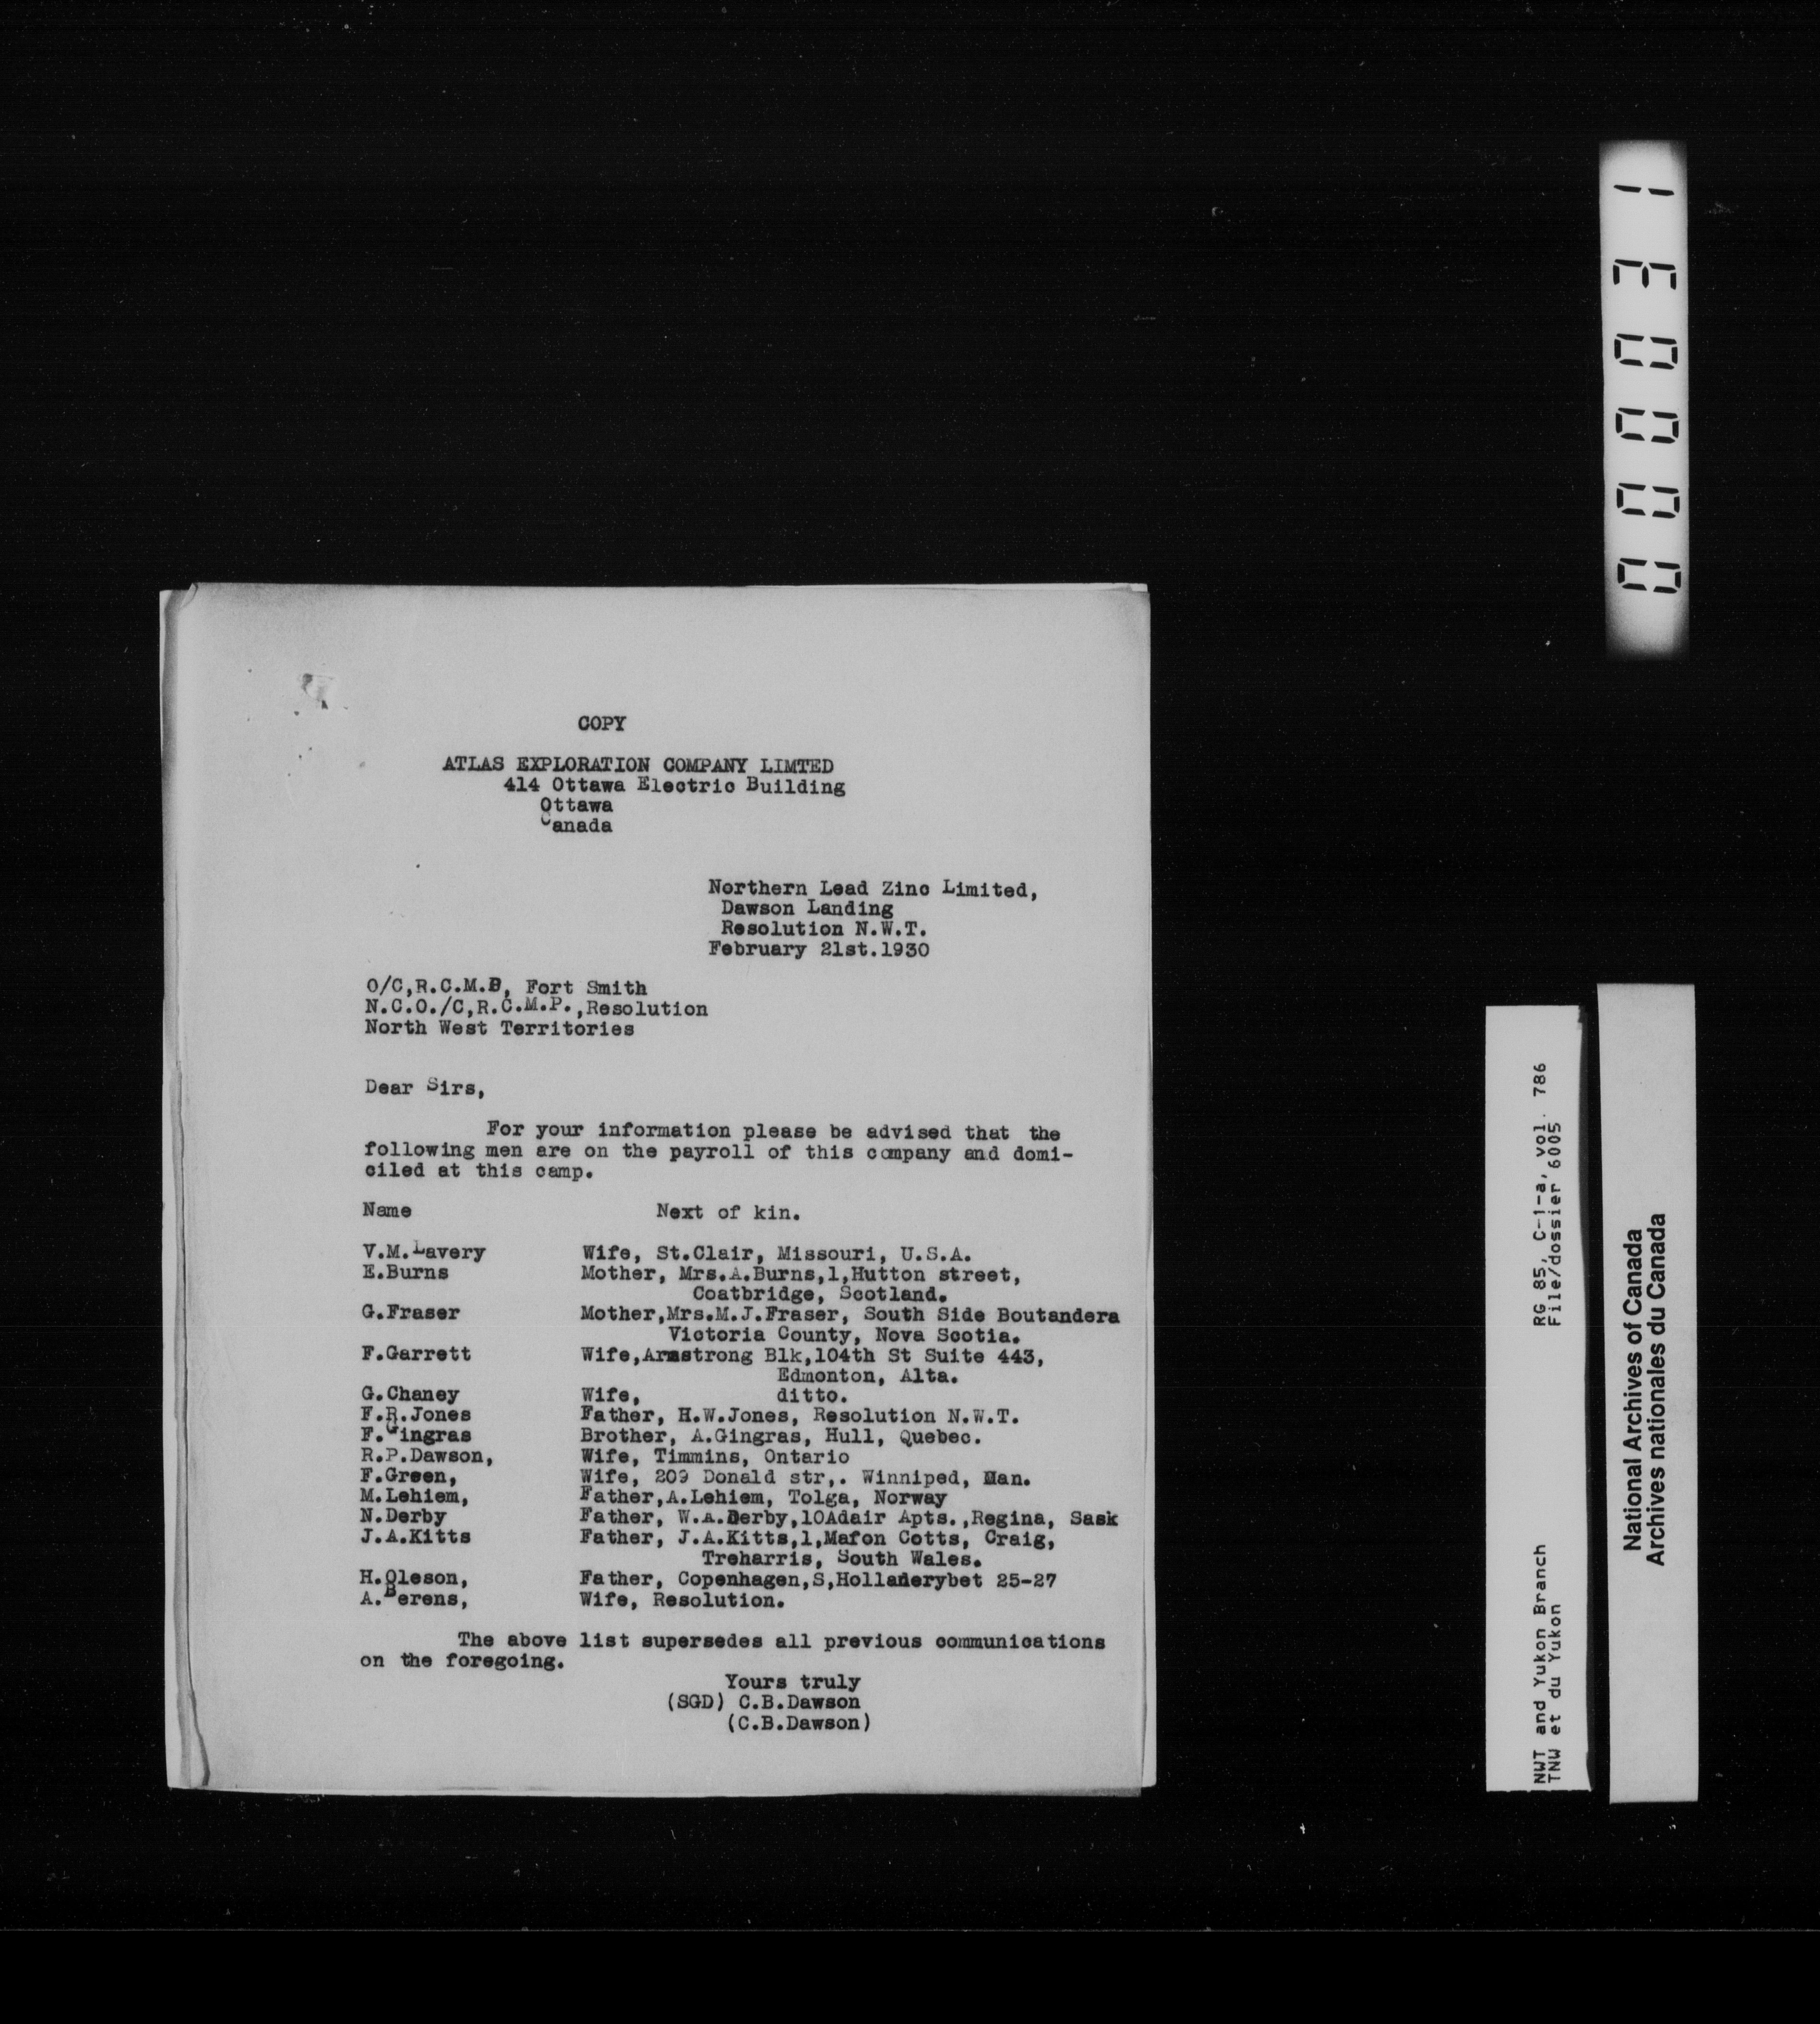 COPY
ATLAS EXPLORATION COMPANY LIMTED
414 Ottawa Electric Building
Ottawa
Canada
Northern Lead Zinc Limited,
Dawson Landing
Resolution N.W.T.
February 21st.1930
O/C,R.C.M.P, Fort Smith
N.C.O./C,R.C.M.P.,Resolution
North West Territories
Dear Sirs,
For your information please be advised that the
following men are on the payroll of this company and domi-
ciled at this camp.
Name Next of kin.
V.M.Lavery Wife, St.Clair, Missouri, U.S.A.
E.Burns Mother, Mrs.A.Burns,1,Hutton street,
Coatbridge, Scotland.
G.Fraser Mother,Mrs.M.J.Fraser, South Side Boutandera
Victoria County, Nova Scotia.
F.Garrett Wife,Armstrong Blk,104th St Suite 443,
Edmonton, Alta.
G.Chaney Wife, ditto.
F.R.Jones Father, H.W.Jones, Resolution N.W.T.
F.Gingras Brother, A.Gingras, Hull, Quebec.
R.P.Dawson, Wife, Timmins, Ontario
F.Green, Wife, 209 Donald str,. Winniped, Man.
M.Lehiem, Father,A.Lehiem, Tolga, Norway
N.Derby Father, W.A.Derby,10Adair Apts.,Regina, Sask
J.A.Kitts Father, J.A.Kitts,1,Mafon Cotts, Craig,
Treharris, South Wales.
H.Oleson, Father, Copenhagen,S,Hollanerybet 25-27
A.Berens, Wife, Resolution.
The above list supersedes all previous communications
on the foregoing.
Yours truly
(SGD) C.B.Dawson
(C.B.Dawson)
000031
NWT and Yukon Branch RG 85, C-1-a, vol. 786
TNW et du Yukon File/dossier 6005
National Archives of Canada
Archives nationales du Canada